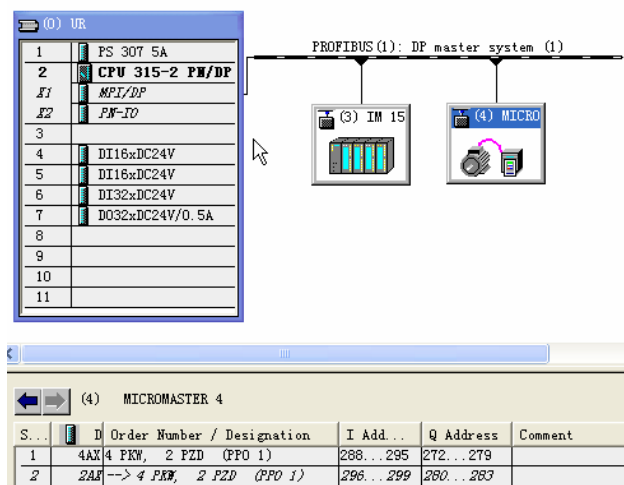 (0) UR
1 PS 307 5A
2 CPU 315-2 PN/DP
X1 MPI/DP
X2 PN-IO
3
4 DI16xDC24V
5 DI16xDC24V
6 DI32xDC24V
7 DO32xDC24V/0.5A
8
9
10
11
PROFIBUS(1): DP master system (1)
(3) IM 15
(4) MICRO
(4) MICROMASTER 4
S... D Order Number / Designation I Add... Q Address Comment
1 4AX 4 PKW, 2 PZD (PPO 1) 288...295 272...279
2 2AX --> 4 PKW, 2 PZD (PPO 1) 296...299 280...283